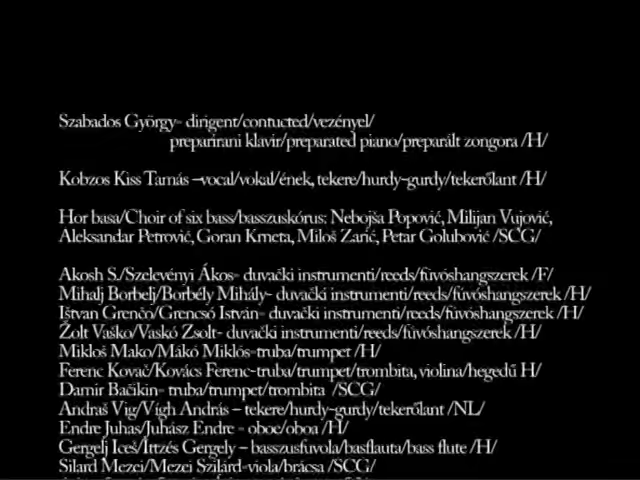 Szabados György- dirigent/contucted/vezényel/
preparirani klavir/preparated piano/preparált zongora /H/
Kobzos Kiss Tamás –vocal/vokal/ének, tekere/hurdy-gurdy/tekerőlant /H/
Hor basa/Choir of six bass/basszuskórus: Nebojša Popović, Milijan Vujović,
Aleksandar Petrović, Goran Krneta, Miloš Zarić, Petar Golubović /SCG/
Akosh S./Szelevényi Ákos- duvački instrumenti/reeds/fúvóshangszerek /F/
Mihalj Borbelj/Borbély Mihály- duvački instrumenti/reeds/fúvóshangszerek /H/
Ištvan Grenčo/Grencsó István- duvački instrumenti/reeds/fúvóshangszerek /H/
Žolt Vaško/Vaskó Zsolt- duvački instrumenti/reeds/fúvóshangszerek /H/
Mikloš Mako/Mákó Miklós-truba/trumpet /H/
Ferenc Kovač/Kovács Ferenc-truba/trumpet/trombita, violina/hegedű H/
Damir Bačikin- truba/trumpet/trombita /SCG/
Andraš Vig/Vígh András – tekere/hurdy-gurdy/tekerőlant /NL/
Endre Juhas/Juhász Endre – oboe/oboa /H/
Gergelj Iceš/Ittzés Gergely – basszusfuvola/basflauta/bass flute /H/
Silard Mezei/Mezei Szilárd-viola/brácsa /SCG/